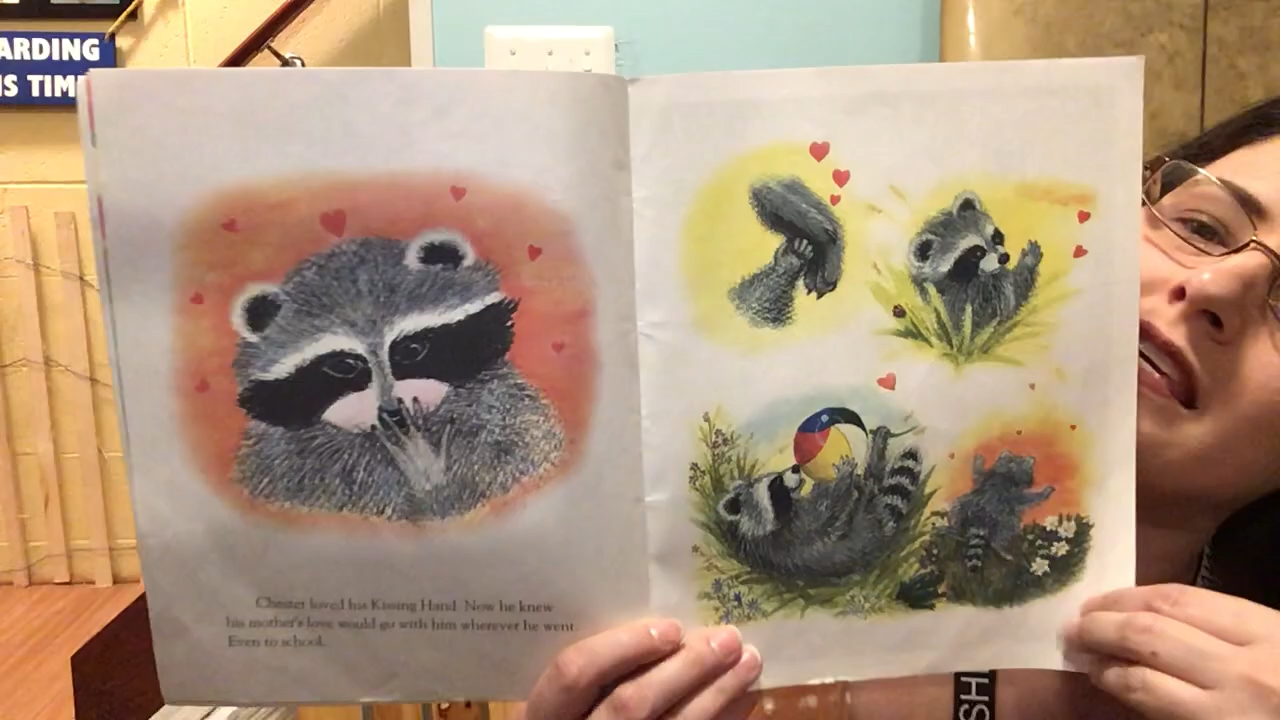 ARDING
IS TIM
Chester loved his Kissing Hand. Now he knew
his mother's love would go with him wherever he went.
Even to school.
SH